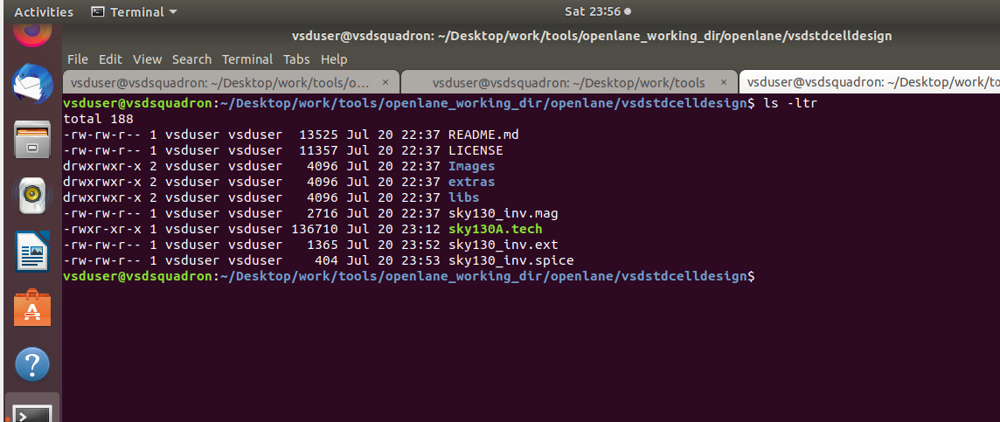 Activities Terminal Sat 23:56
vsduser@vsdsquadron: ~/Desktop/work/tools/openlane_working_dir/openlane/vsdstdcelldesign
File Edit View Search Terminal Tabs Help
vsduser@vsdsquadron: ~/Desktop/work/tools/o… × vsduser@vsdsquadron: ~/Desktop/work/tools × vsduser@vsdsquadron: ~/Desktop/work/to
vsduser@vsdsquadron:~/Desktop/work/tools/openlane_working_dir/openlane/vsdstdcelldesign$ ls -ltr
total 188
-rw-rw-r-- 1 vsduser vsduser  13525 Jul 20 22:37 README.md
-rw-rw-r-- 1 vsduser vsduser  11357 Jul 20 22:37 LICENSE
drwxrwxr-x 2 vsduser vsduser   4096 Jul 20 22:37 Images
drwxrwxr-x 2 vsduser vsduser   4096 Jul 20 22:37 extras
drwxrwxr-x 2 vsduser vsduser   4096 Jul 20 22:37 libs
-rw-rw-r-- 1 vsduser vsduser   2716 Jul 20 22:37 sky130_inv.mag
-rwxr-xr-x 1 vsduser vsduser 136710 Jul 20 23:12 sky130A.tech
-rw-rw-r-- 1 vsduser vsduser   1365 Jul 20 23:52 sky130_inv.ext
-rw-rw-r-- 1 vsduser vsduser    404 Jul 20 23:53 sky130_inv.spice
vsduser@vsdsquadron:~/Desktop/work/tools/openlane_working_dir/openlane/vsdstdcelldesign$